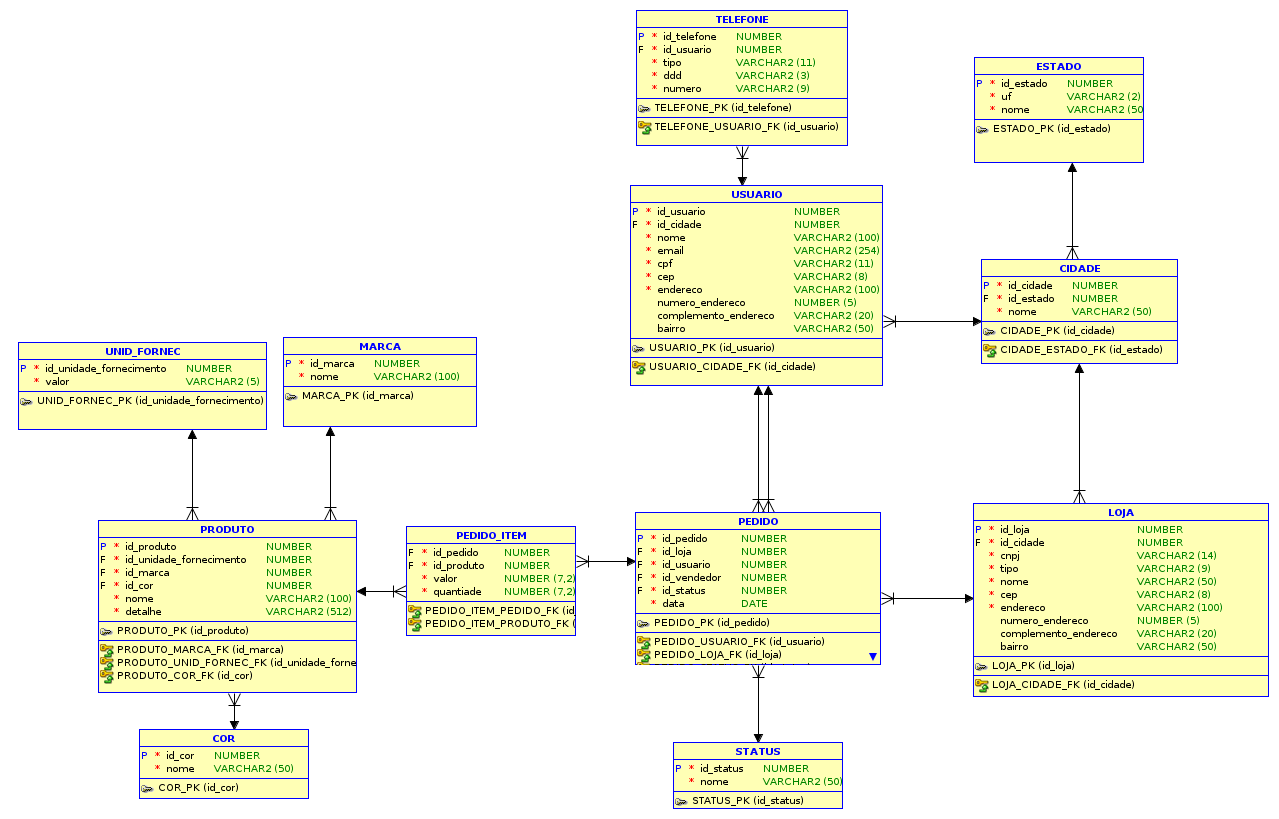 TELEFONE
P * id_telefone NUMBER
F * id_usuario NUMBER
* tipo VARCHAR2 (11)
* ddd VARCHAR2 (3)
* numero VARCHAR2 (9)
TELEFONE_PK (id_telefone)
TELEFONE_USUARIO_FK (id_usuario)
ESTADO
P * id_estado NUMBER
* uf VARCHAR2 (2)
* nome VARCHAR2 (50
ESTADO_PK (id_estado)
USUARIO
P * id_usuario NUMBER
F * id_cidade NUMBER
* nome VARCHAR2 (100)
* email VARCHAR2 (254)
* cpf VARCHAR2 (11)
* cep VARCHAR2 (8)
* endereco VARCHAR2 (100)
numero_endereco NUMBER (5)
complemento_endereco VARCHAR2 (20)
bairro VARCHAR2 (50)
USUARIO_PK (id_usuario)
USUARIO_CIDADE_FK (id_cidade)
CIDADE
P * id_cidade NUMBER
F * id_estado NUMBER
* nome VARCHAR2 (50)
CIDADE_PK (id_cidade)
CIDADE_ESTADO_FK (id_estado)
UNID_FORNEC
P * id_unidade_fornecimento NUMBER
* valor VARCHAR2 (5)
UNID_FORNEC_PK (id_unidade_fornecimento)
MARCA
P * id_marca NUMBER
* nome VARCHAR2 (100)
MARCA_PK (id_marca)
PRODUTO
P * id_produto NUMBER
F * id_unidade_fornecimento NUMBER
F * id_marca NUMBER
F * id_cor NUMBER
* nome VARCHAR2 (100)
* detalhe VARCHAR2 (512)
PRODUTO_PK (id_produto)
PRODUTO_MARCA_FK (id_marca)
PRODUTO_UNID_FORNEC_FK (id_unidade_forne
PRODUTO_COR_FK (id_cor)
PEDIDO_ITEM
F * id_pedido NUMBER
F * id_produto NUMBER
* valor NUMBER (7,2)
* quantiade NUMBER (7,2)
PEDIDO_ITEM_PEDIDO_FK (id_
PEDIDO_ITEM_PRODUTO_FK (
PEDIDO
P * id_pedido NUMBER
F * id_loja NUMBER
F * id_usuario NUMBER
F * id_vendedor NUMBER
F * id_status NUMBER
* data DATE
PEDIDO_PK (id_pedido)
PEDIDO_USUARIO_FK (id_usuario)
PEDIDO_LOJA_FK (id_loja)
LOJA
P * id_loja NUMBER
F * id_cidade NUMBER
* cnpj VARCHAR2 (14)
* tipo VARCHAR2 (9)
* nome VARCHAR2 (50)
* cep VARCHAR2 (8)
* endereco VARCHAR2 (100)
numero_endereco NUMBER (5)
complemento_endereco VARCHAR2 (20)
bairro VARCHAR2 (50)
LOJA_PK (id_loja)
LOJA_CIDADE_FK (id_cidade)
COR
P * id_cor NUMBER
* nome VARCHAR2 (50)
COR_PK (id_cor)
STATUS
P * id_status NUMBER
* nome VARCHAR2 (50)
STATUS_PK (id_status)